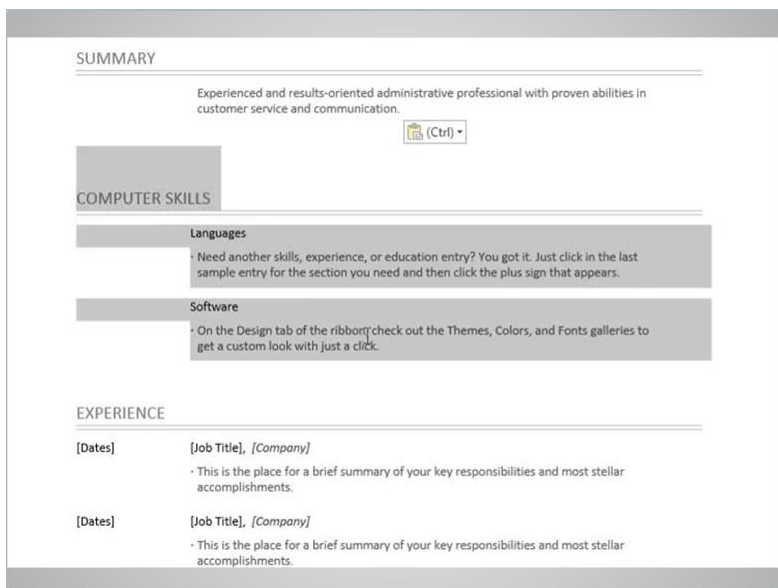 SUMMARY
Experienced and results-oriented administrative professional with proven abilities in
customer service and communication.
(Ctrl)
COMPUTER SKILLS
Languages
· Need another skills, experience, or education entry? You got it. Just click in the last
sample entry for the section you need and then click the plus sign that appears.
Software
· On the Design tab of the ribbon, check out the Themes, Colors, and Fonts galleries to
get a custom look with just a click.
EXPERIENCE
[Dates] [Job Title], [Company]
· This is the place for a brief summary of your key responsibilities and most stellar
accomplishments.
[Dates] [Job Title], [Company]
· This is the place for a brief summary of your key responsibilities and most stellar
accomplishments.